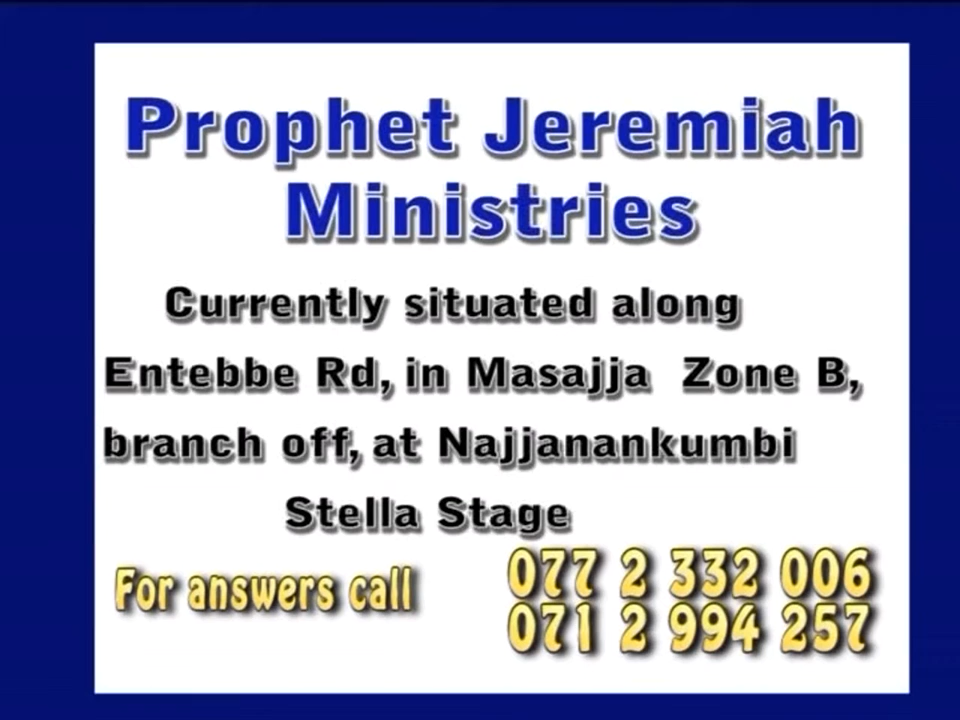 Prophet Jeremiah
Ministries
Currently situated along
Entebbe Rd, in Masajja Zone B,
branch off, at Najjanankumbi
Stella Stage
For answers call
077 2 332 006
071 2 994 257